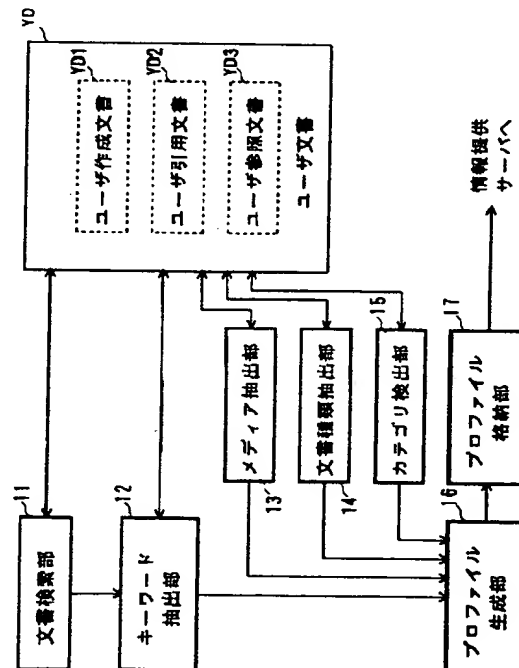 YD
YD1
ユーザ作成文書
YD2
ユーザ引用文書
YD3
ユーザ参照文書
ユーザ文書
11
文書検索部
12
キーワード
抽出部
メディア抽出部
13
文書種類抽出部
14
カテゴリ検出部
15
16
プロファイル
生成部
17
プロファイル
格納部
情報提供
サーバへ